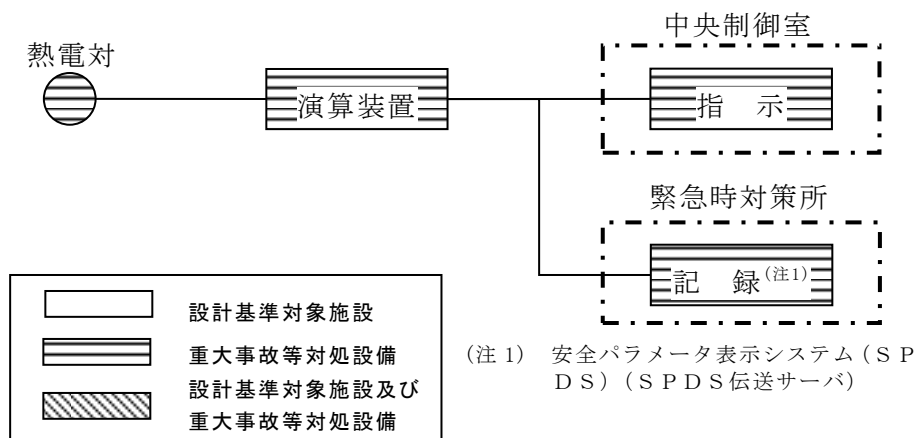 中央制御室
熱電対
演算装置
指　示
緊急時対策所
記　録(注1)
設計基準対象施設
重大事故等対処設備
設計基準対象施設及び
重大事故等対処設備
(注 1)　安全パラメータ表示システム(ＳＰ
ＤＳ)(ＳＰＤＳ伝送サーバ)